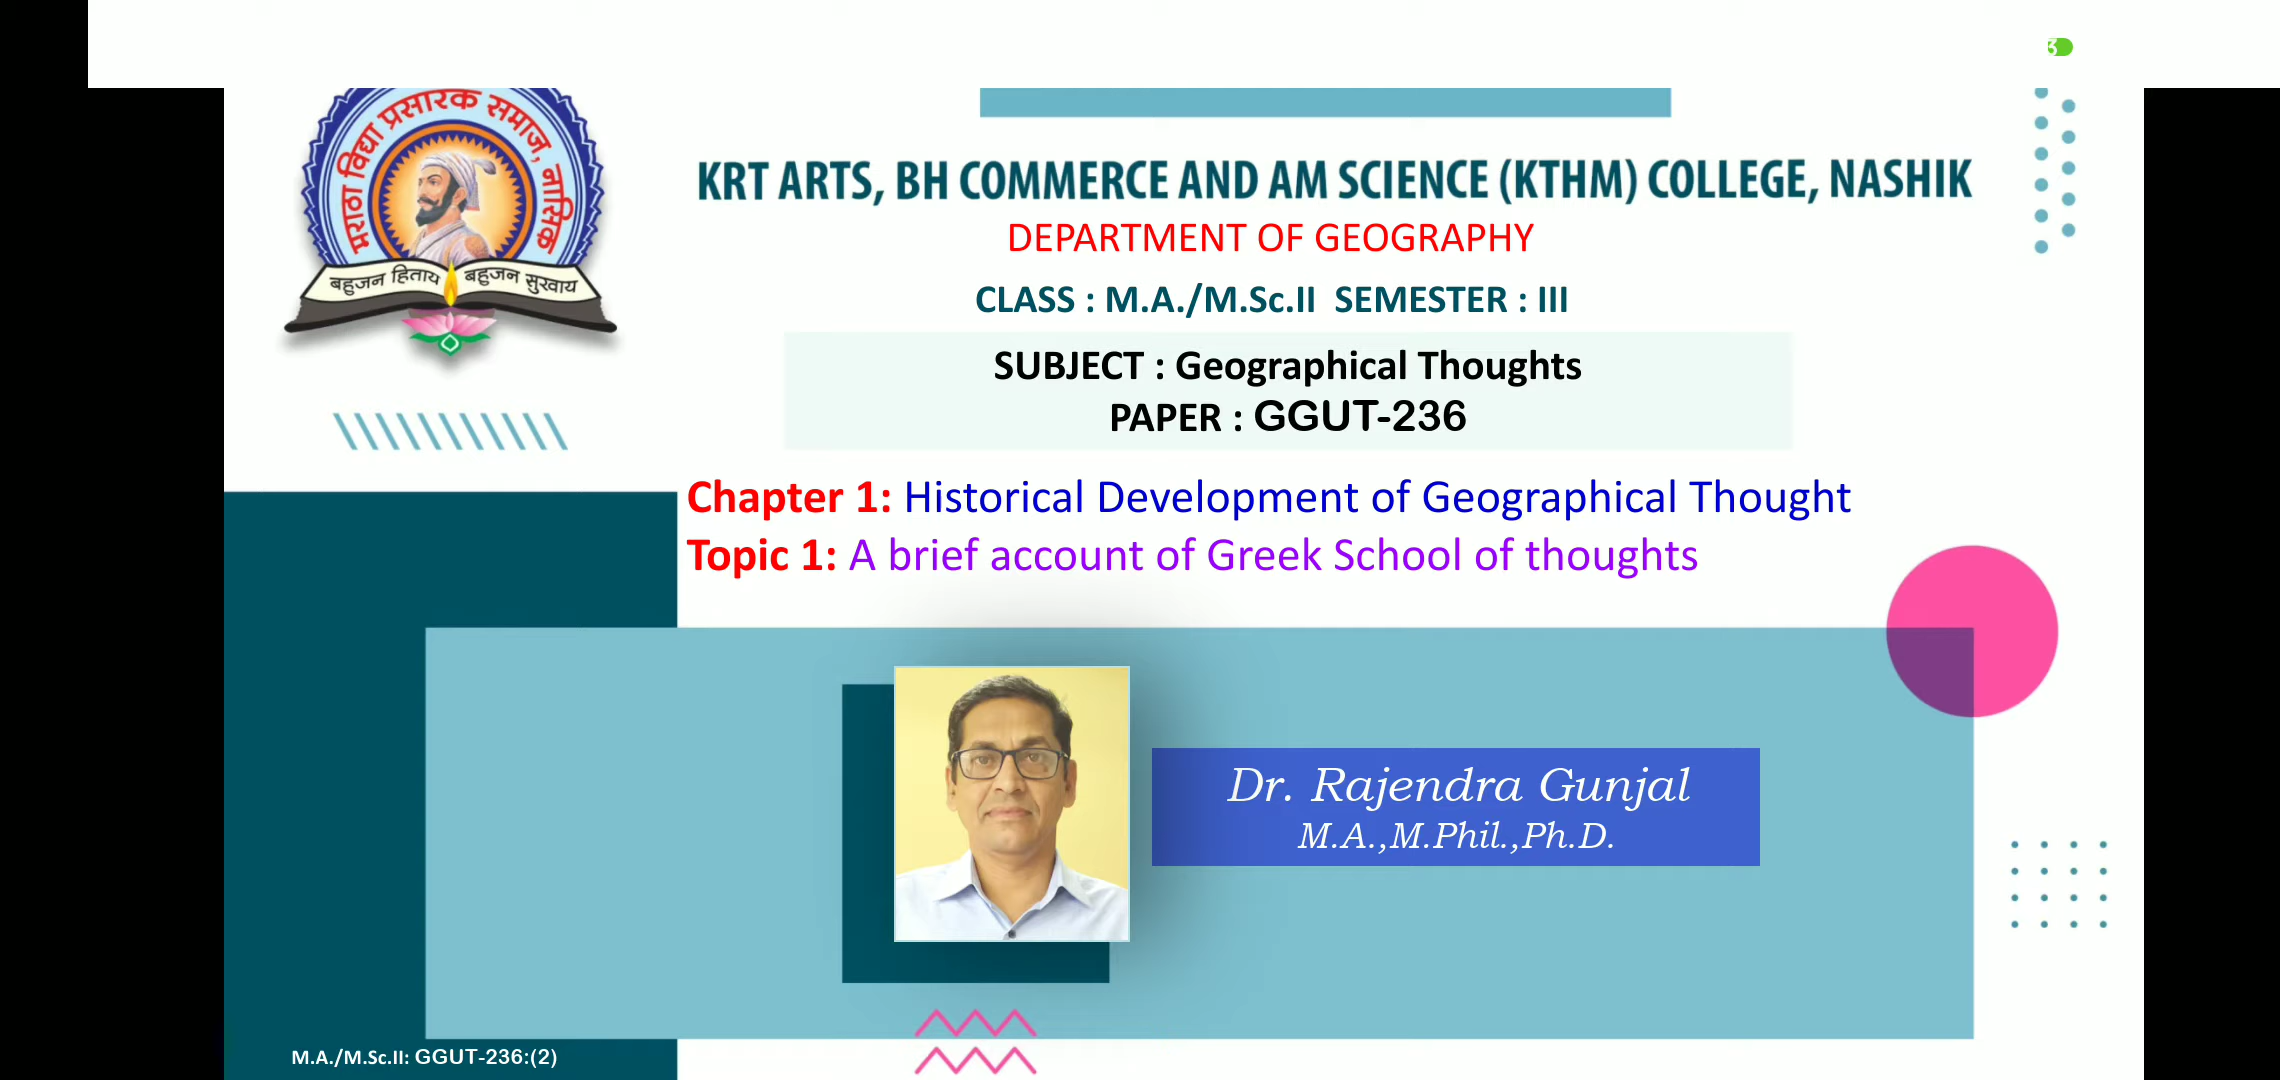 3
मराठा विद्या प्रसारक समाज, नासिक
बहुजन हिताय बहुजन सुखाय
KRT ARTS, BH COMMERCE AND AM SCIENCE (KTHM) COLLEGE, NASHIK
DEPARTMENT OF GEOGRAPHY
CLASS : M.A./M.Sc.II SEMESTER : III
SUBJECT : Geographical Thoughts
PAPER : GGUT-236
Chapter 1: Historical Development of Geographical Thought
Topic 1: A brief account of Greek School of thoughts
Dr. Rajendra Gunjal
M.A.,M.Phil.,Ph.D.
M.A./M.Sc.II: GGUT-236:(2)